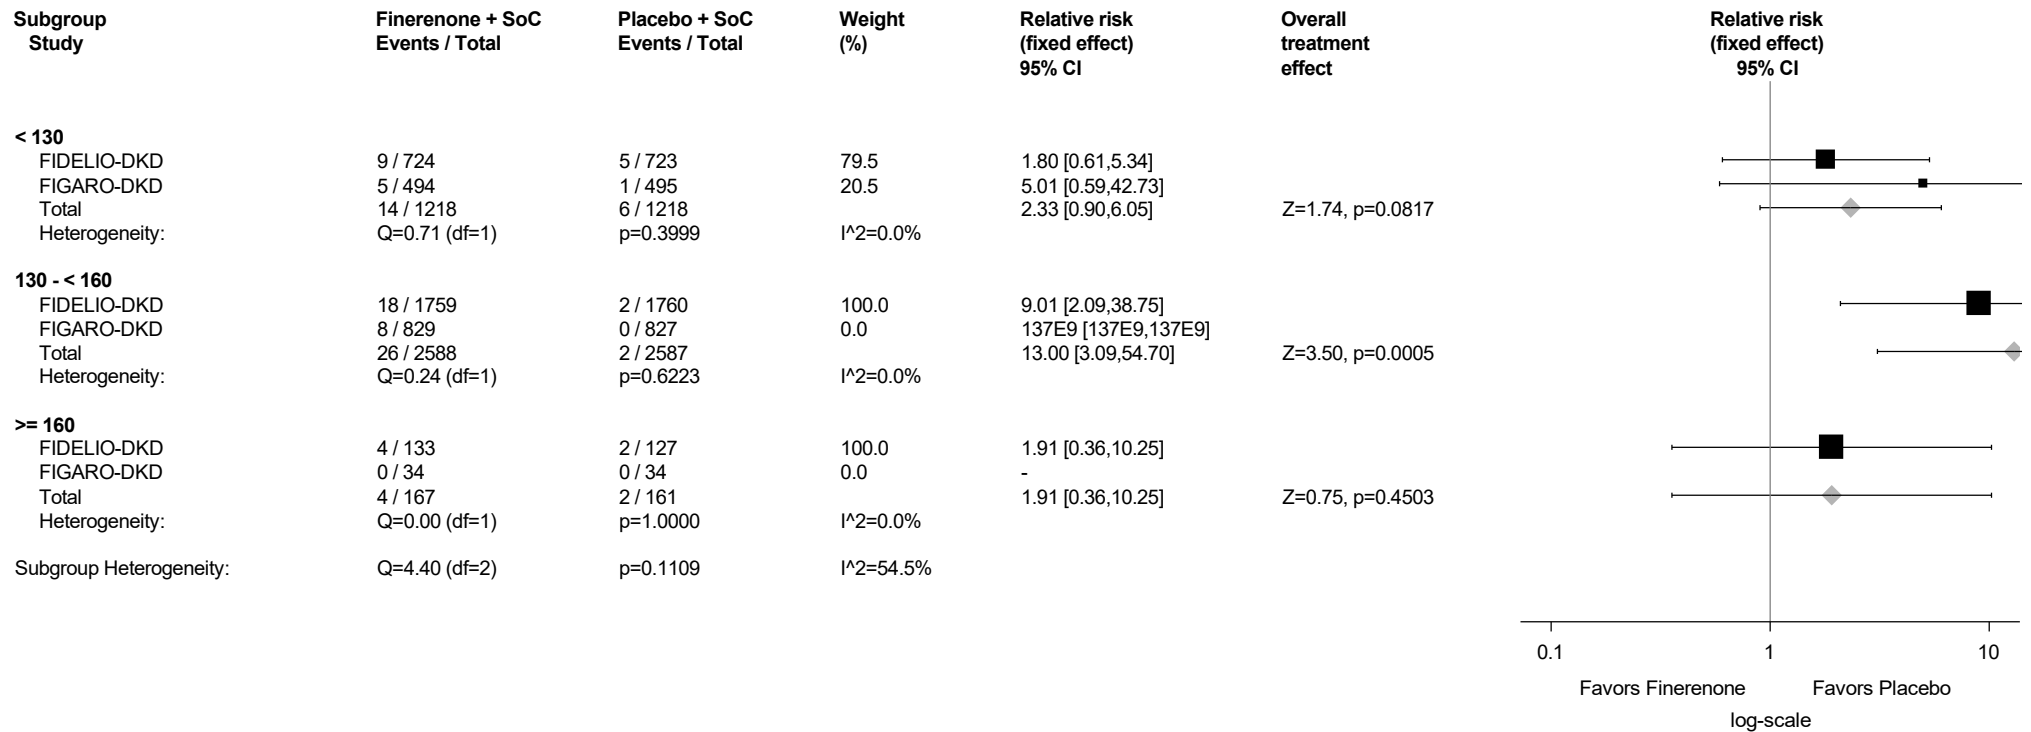 Subgroup Finerenone + SoC Placebo + SoC Weight Relative risk Overall Relative risk
Study Events / Total Events / Total (%) (fixed effect) treatment (fixed effect)
95% CI effect 95% CI
< 130
FIDELIO-DKD 9 / 724 5 / 723 79.5 1.80 [0.61,5.34]
FIGARO-DKD 5 / 494 1 / 495 20.5 5.01 [0.59,42.73]
Total 14 / 1218 6 / 1218 2.33 [0.90,6.05] Z=1.74, p=0.0817
Heterogeneity: Q=0.71 (df=1) p=0.3999 I^2=0.0%
130 - < 160
FIDELIO-DKD 18 / 1759 2 / 1760 100.0 9.01 [2.09,38.75]
FIGARO-DKD 8 / 829 0 / 827 0.0 137E9 [137E9,137E9]
Total 26 / 2588 2 / 2587 13.00 [3.09,54.70] Z=3.50, p=0.0005
Heterogeneity: Q=0.24 (df=1) p=0.6223 I^2=0.0%
>= 160
FIDELIO-DKD 4 / 133 2 / 127 100.0 1.91 [0.36,10.25]
FIGARO-DKD 0 / 34 0 / 34 0.0 -
Total 4 / 167 2 / 161 1.91 [0.36,10.25] Z=0.75, p=0.4503
Heterogeneity: Q=0.00 (df=1) p=1.0000 I^2=0.0%
Subgroup Heterogeneity: Q=4.40 (df=2) p=0.1109 I^2=54.5%
0.1 1 10
Favors Finerenone Favors Placebo
log-scale